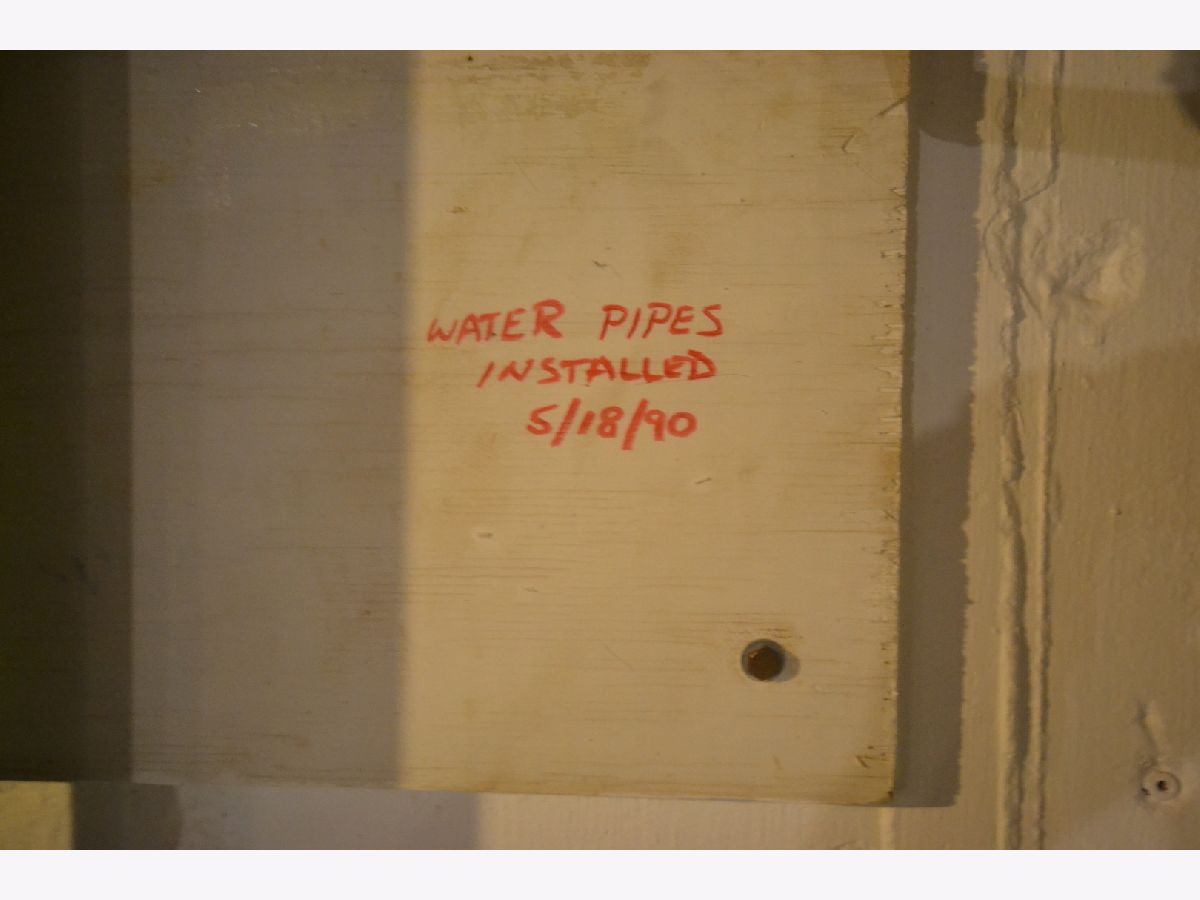 WATER PIPES
INSTALLED
5/18/90